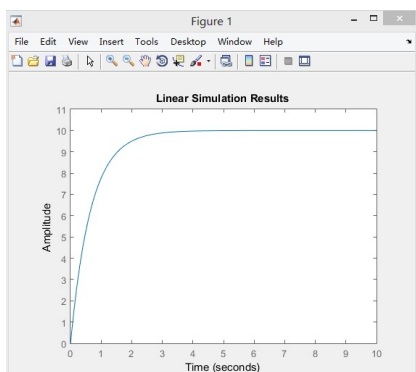 Figure 1
File Edit View Insert Tools Desktop Window Help
Linear Simulation Results
Amplitude
11
10
9
8
7
6
5
4
3
2
1
0
0 1 2 3 4 5 6 7 8 9 10
Time (seconds)